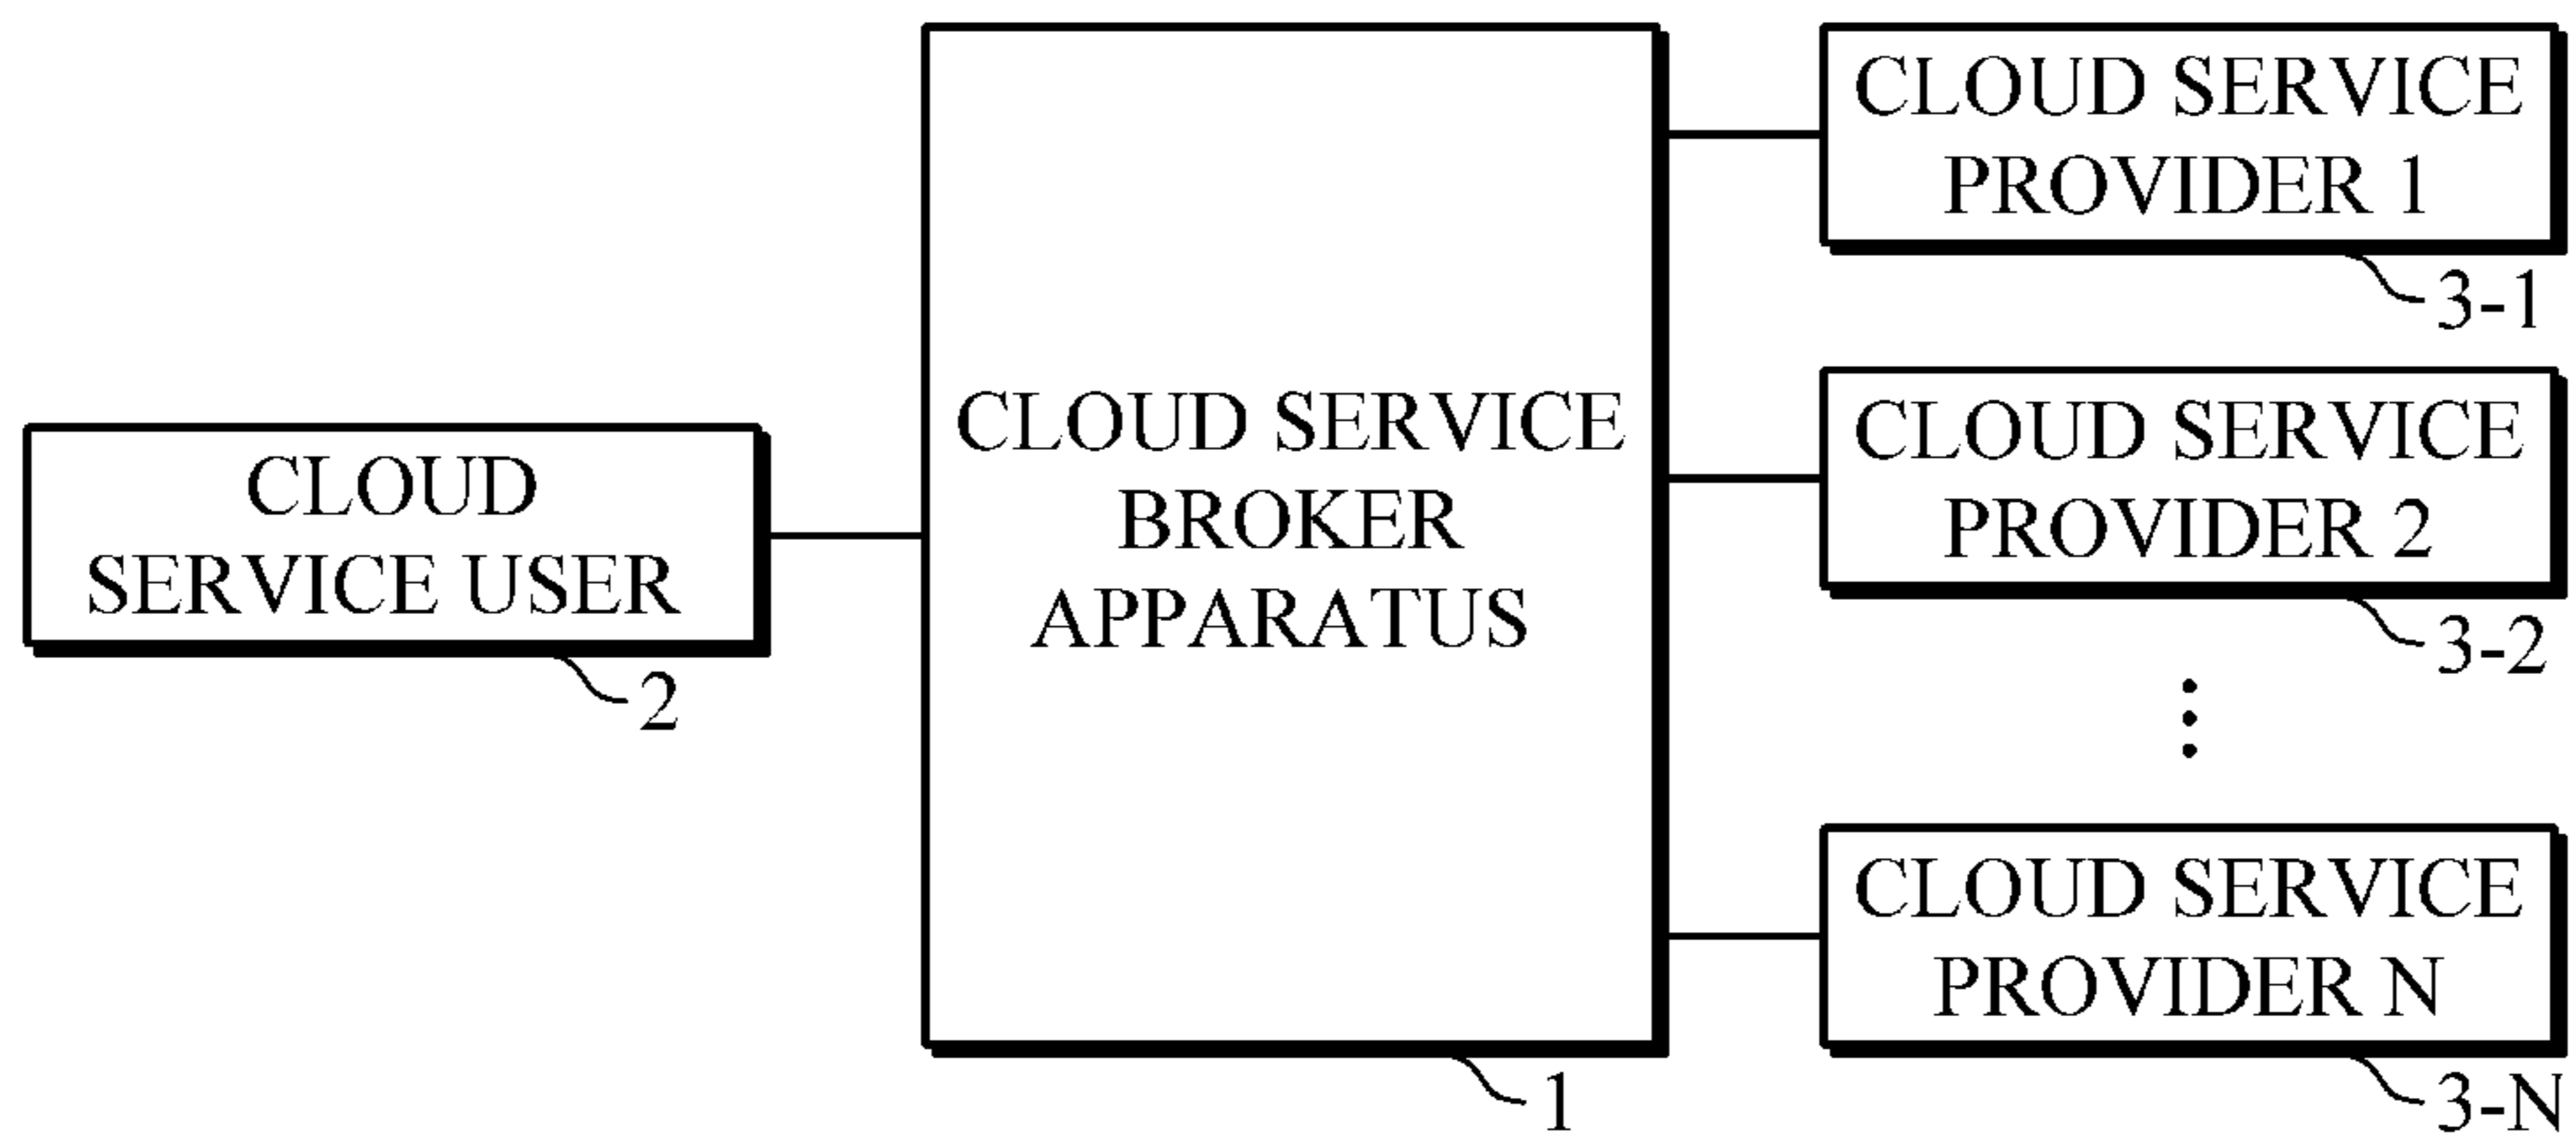 CLOUD
SERVICE USER
2
CLOUD SERVICE
BROKER
APPARATUS
1
CLOUD SERVICE
PROVIDER 1
3-1
CLOUD SERVICE
PROVIDER 2
3-2
CLOUD SERVICE
PROVIDER N
3-N